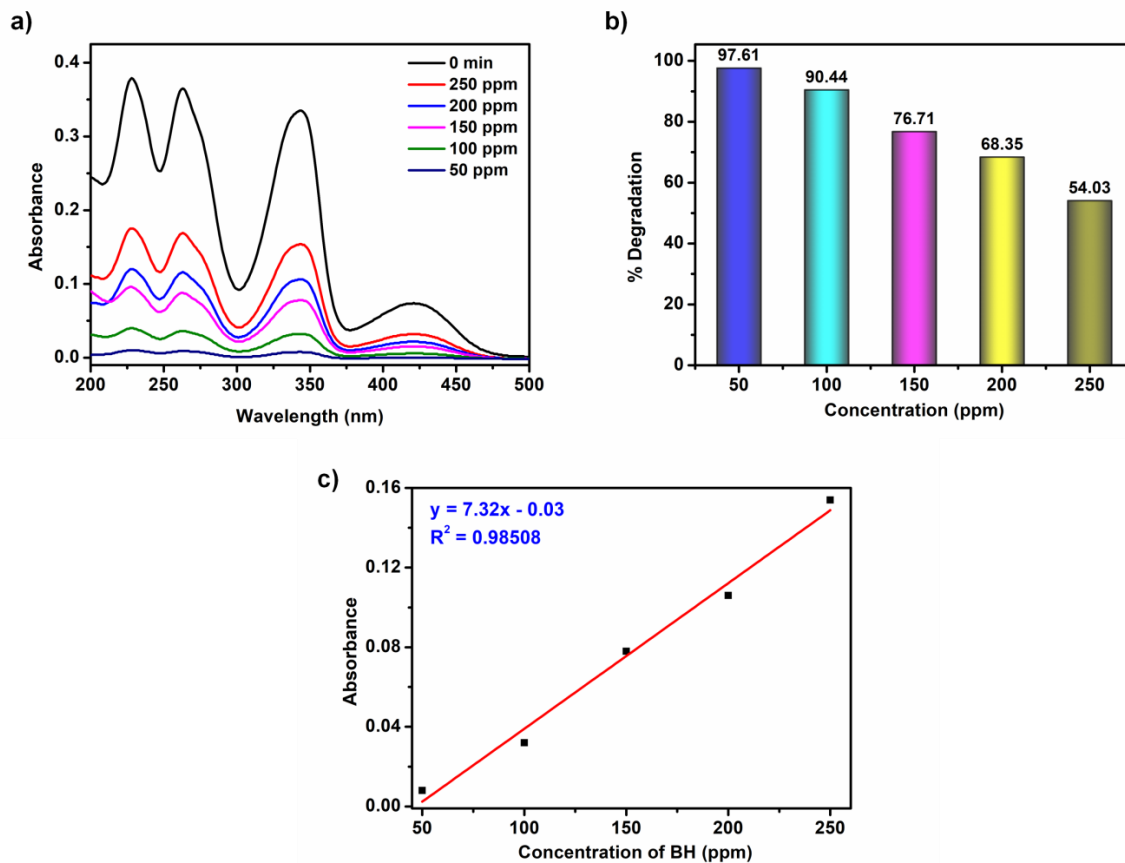 a)
0.4
0.3
0.2
0.1
0.0
Absorbance
200 250 300 350 400 450 500
Wavelength (nm)
0 min
250 ppm
200 ppm
150 ppm
100 ppm
50 ppm
b)
100
80
60
40
20
0
% Degradation
97.61
90.44
76.71
68.35
54.03
50 100 150 200 250
Concentration (ppm)
c)
0.16
0.12
0.08
0.04
0.00
Absorbance
y = 7.32x - 0.03
R² = 0.98508
50 100 150 200 250
Concentration of BH (ppm)